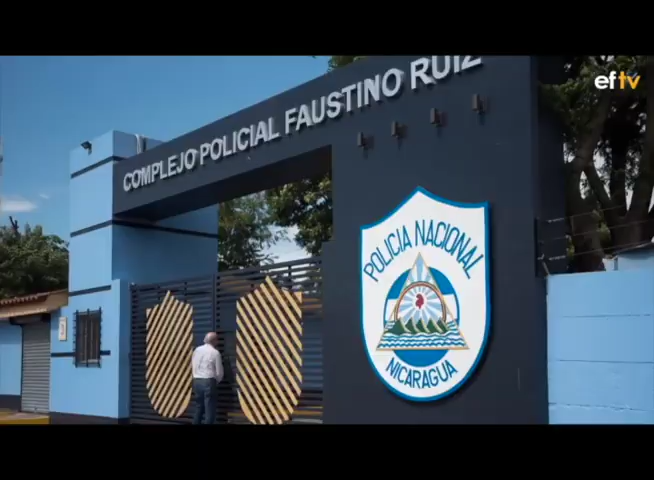 eftv
COMPLEJO POLICIAL FAUSTINO RUIZ
POLICIA NACIONAL
NICARAGUA